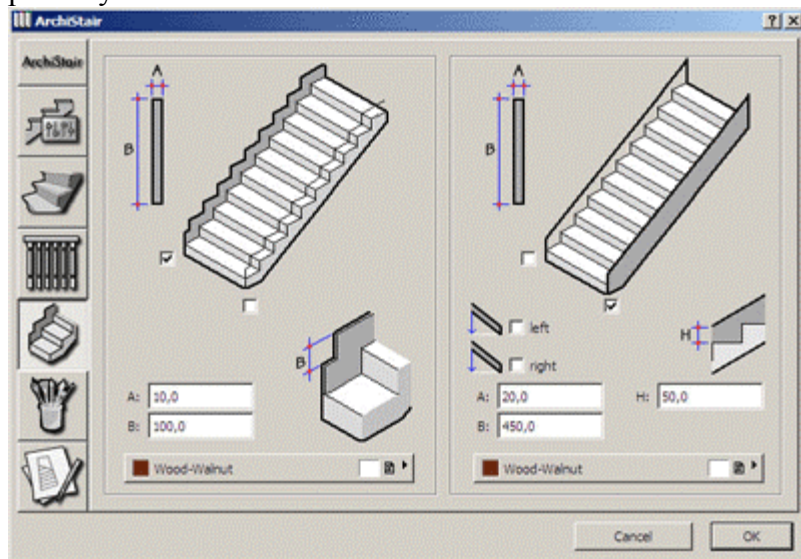 ArchiStair
ArchiStair
A
B
B
A: 10,0
B: 100,0
Wood-Walnut
A
B
left
right
H
A: 20,0
H: 50,0
B: 450,0
Wood-Walnut
Cancel
OK